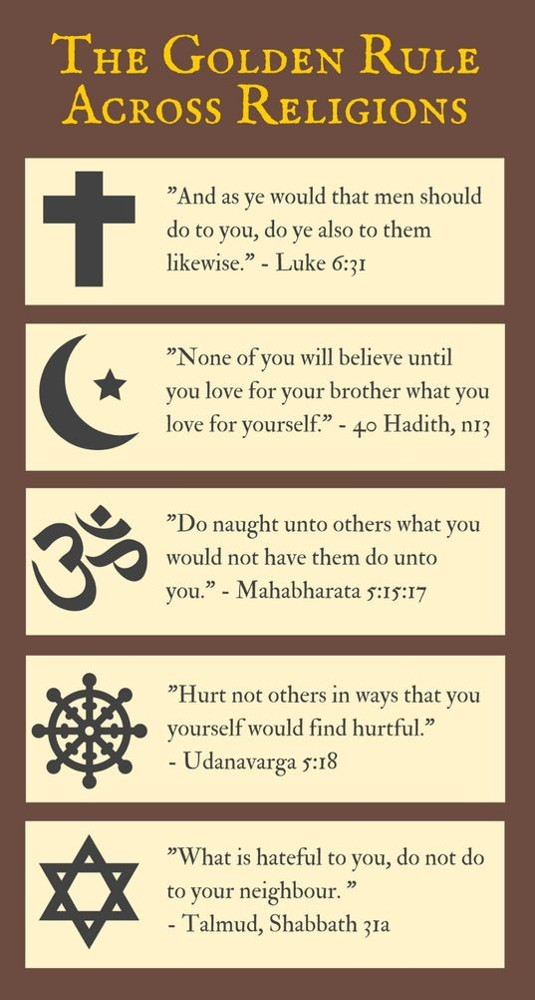 The Golden Rule
Across Religions
”And as ye would that men should
do to you, do ye also to them
likewise.” - Luke 6:31
”None of you will believe until
you love for your brother what you
love for yourself.” - 40 Hadith, n13
”Do naught unto others what you
would not have them do unto
you.” - Mahabharata 5:15:17
”Hurt not others in ways that you
yourself would find hurtful.”
- Udanavarga 5:18
”What is hateful to you, do not do
to your neighbour. ”
- Talmud, Shabbath 31a